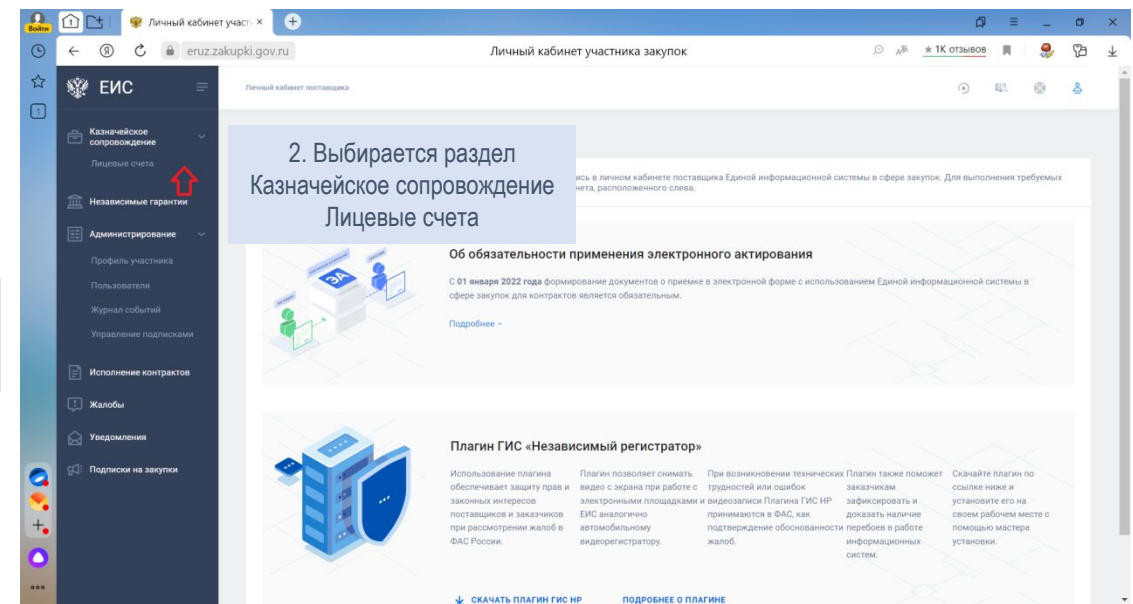 Войти
1
Личный кабинет участ
eruz.zakupki.gov.ru
Личный кабинет участника закупок
1К отзывов
1
ЕИС
Личный кабинет поставщика
Казначейское
сопровождение
Лицевые счета
Независимые гарантии
Администрирование
Профиль участника
Пользователи
Журнал событий
Управление подписками
Исполнение контрактов
Жалобы
Уведомления
Подписки на закупки
2. Выбирается раздел
Казначейское сопровождение
Лицевые счета
в личном кабинете поставщика Единой информационной системы в сфере закупок. Для выполнения требуемых
расположенного слева.
ЭА
Об обязательности применения электронного актирования
С 01 января 2022 года формирование документов о приемке в электронной форме с использованием Единой информационной системы в
сфере закупок для контрактов является обязательным.
Подробнее
Плагин ГИС «Независимый регистратор»
Использование плагина
обеспечивает защиту прав и
законных интересов
поставщиков и заказчиков
при рассмотрении жалоб в
ФАС России.
Плагин позволяет снимать
видео с экрана при работе с
электронными площадками и
ЕИС аналогично
автомобильному
видеорегистратору.
При возникновении технических
трудностей или ошибок
видеозаписи Плагина ГИС НР
принимаются в ФАС, как
подтверждение обоснованности
жалоб.
Плагин также поможет
заказчикам
зафиксировать и
доказать наличие
перебоев в работе
информационных
систем.
Скачайте плагин по
ссылке ниже и
установите его на
своем рабочем месте с
помощью мастера
установки.
СКАЧАТЬ ПЛАГИН ГИС НР
ПОДРОБНЕЕ О ПЛАГИНЕ